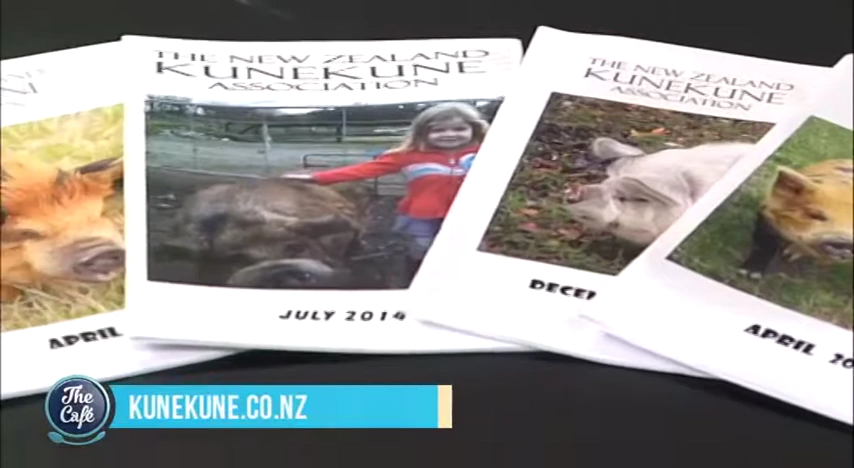 THE NEW ZEALAND
KUNEKUNE
ASSOCIATION
THE NEW ZEALAND
KUNEKUNE
ASSOCIATION
APRIL
JULY 2014
DECE
APRIL 20
The
Café
KUNEKUNE.CO.NZ